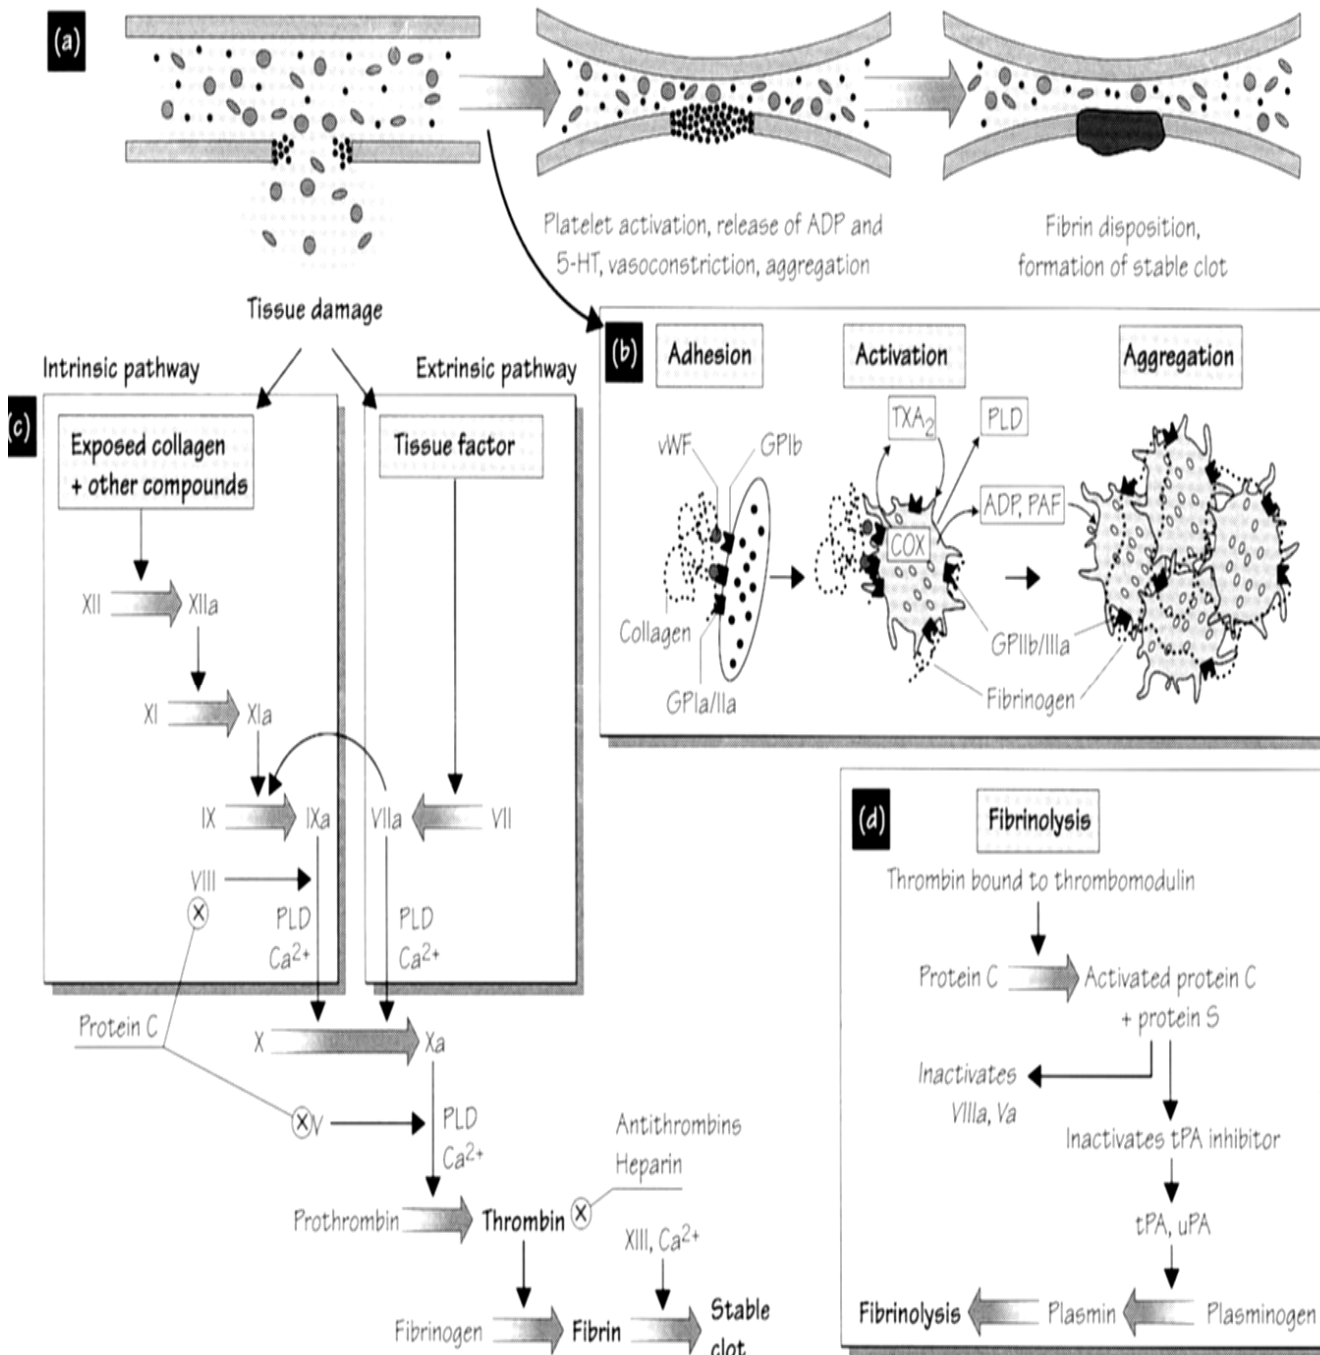 (a)
Platelet activation, release of ADP and
5-HT, vasoconstriction, aggregation
Fibrin disposition,
formation of stable clot
Tissue damage
Intrinsic pathway
Extrinsic pathway
(b)
Adhesion
Activation
Aggregation
TXA2
PLD
vWF
GPIb
ADP, PAF
COX
Collagen
GPIa/IIa
GPIIb/IIIa
Fibrinogen
(c)
Exposed collagen
+ other compounds
Tissue factor
XII
XIIa
XI
XIa
IX
IXa
VIIa
VII
VIII
X
PLD
Ca2+
PLD
Ca2+
Protein C
X
Xa
X
V
PLD
Ca2+
Antithrombins
Heparin
Prothrombin
Thrombin
X
XIII, Ca2+
Fibrinogen
Fibrin
Stable
clot
(d)
Fibrinolysis
Thrombin bound to thrombomodulin
Protein C
Activated protein C
+ protein S
Inactivates
VIIIa, Va
Inactivates tPA inhibitor
tPA, uPA
Fibrinolysis
Plasmin
Plasminogen